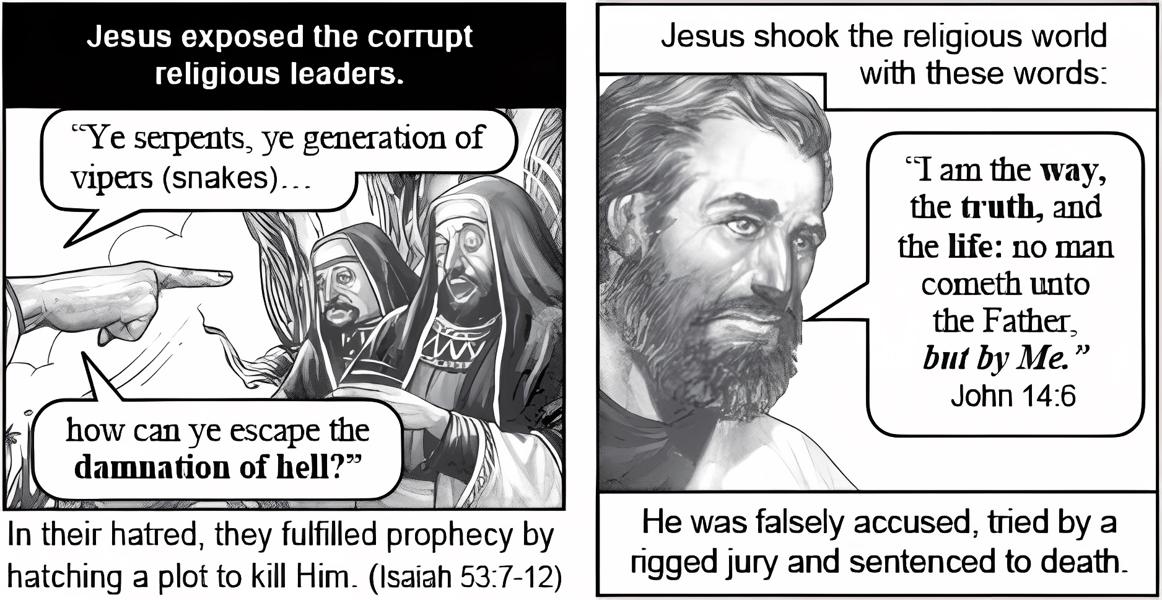 Jesus exposed the corrupt
religious leaders.
“Ye serpents, ye generation of
vipers (snakes)...
how can ye escape the
damnation of hell?”
In their hatred, they fulfilled prophecy by
hatching a plot to kill Him. (Isaiah 53:7-12)
Jesus shook the religious world
with these words:
“I am the way,
the truth, and
the life: no man
cometh unto
the Father,
but by Me.”
John 14:6
He was falsely accused, tried by a
rigged jury and sentenced to death.